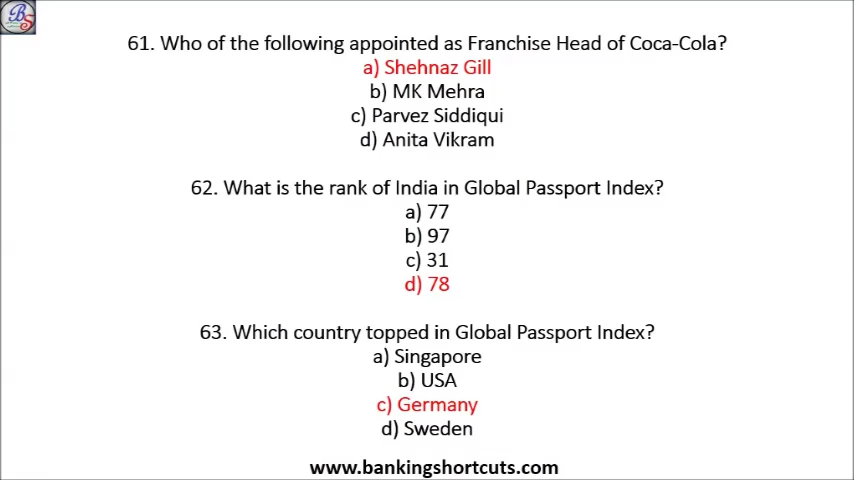 BS
61. Who of the following appointed as Franchise Head of Coca-Cola?
a) Shehnaz Gill
b) MK Mehra
c) Parvez Siddiqui
d) Anita Vikram
62. What is the rank of India in Global Passport Index?
a) 77
b) 97
c) 31
d) 78
63. Which country topped in Global Passport Index?
a) Singapore
b) USA
c) Germany
d) Sweden
www.bankingshortcuts.com